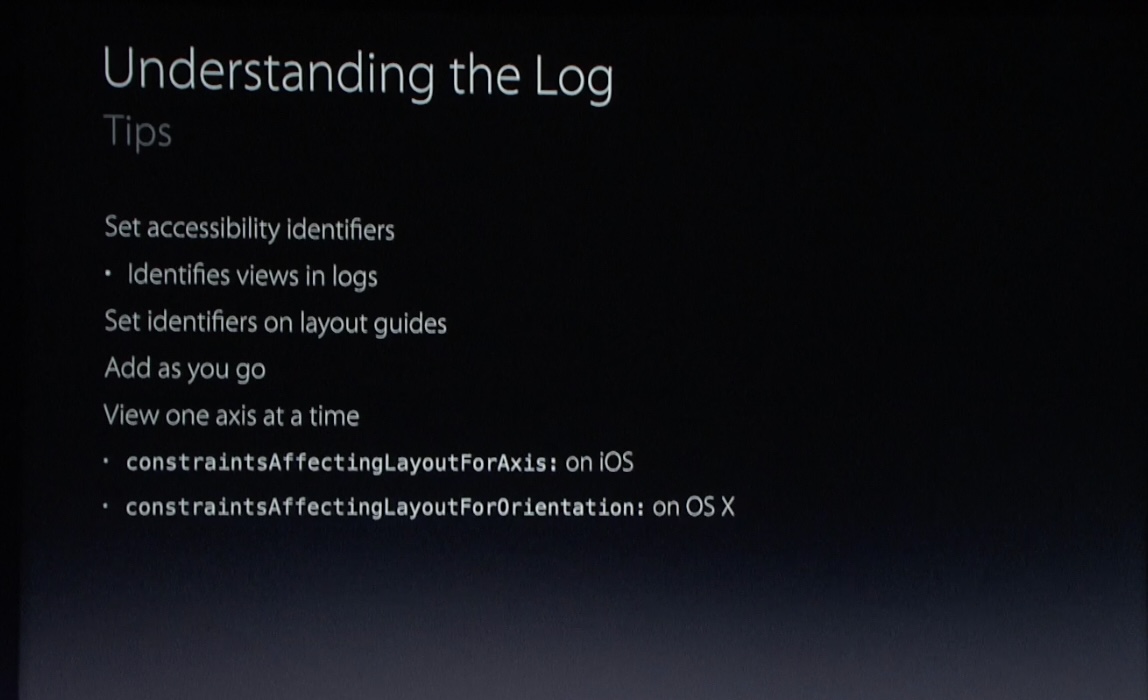 Understanding the Log
Tips
Set accessibility identifiers
• Identifies views in logs
Set identifiers on layout guides
Add as you go
View one axis at a time
• constraintsAffectingLayoutForAxis: on iOS
• constraintsAffectingLayoutForOrientation: on OS X